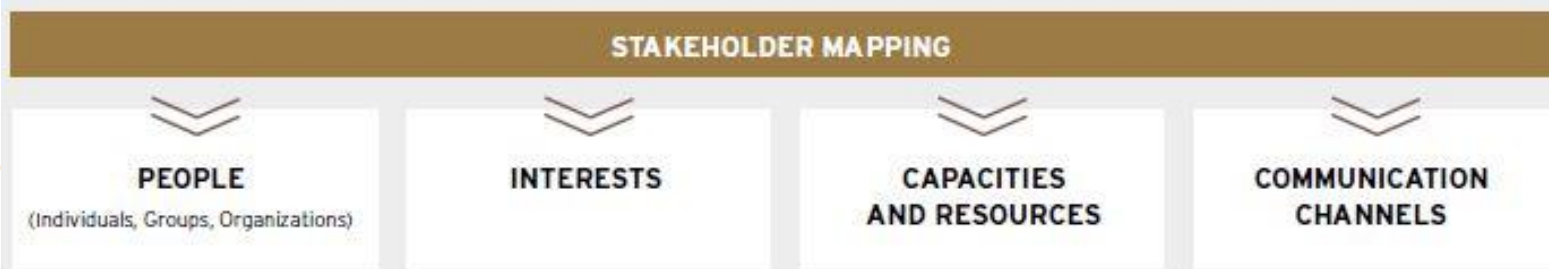 STAKEHOLDER MAPPING
PEOPLE
(Individuals, Groups, Organizations)
INTERESTS
CAPACITIES
AND RESOURCES
COMMUNICATION
CHANNELS